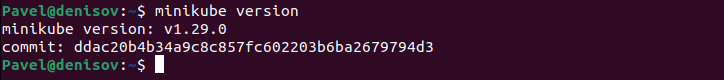 Pavel@denisov:~$ minikube version
minikube version: v1.29.0
commit: ddac20b4b34a9c8c857fc602203b6ba2679794d3
Pavel@denisov:~$